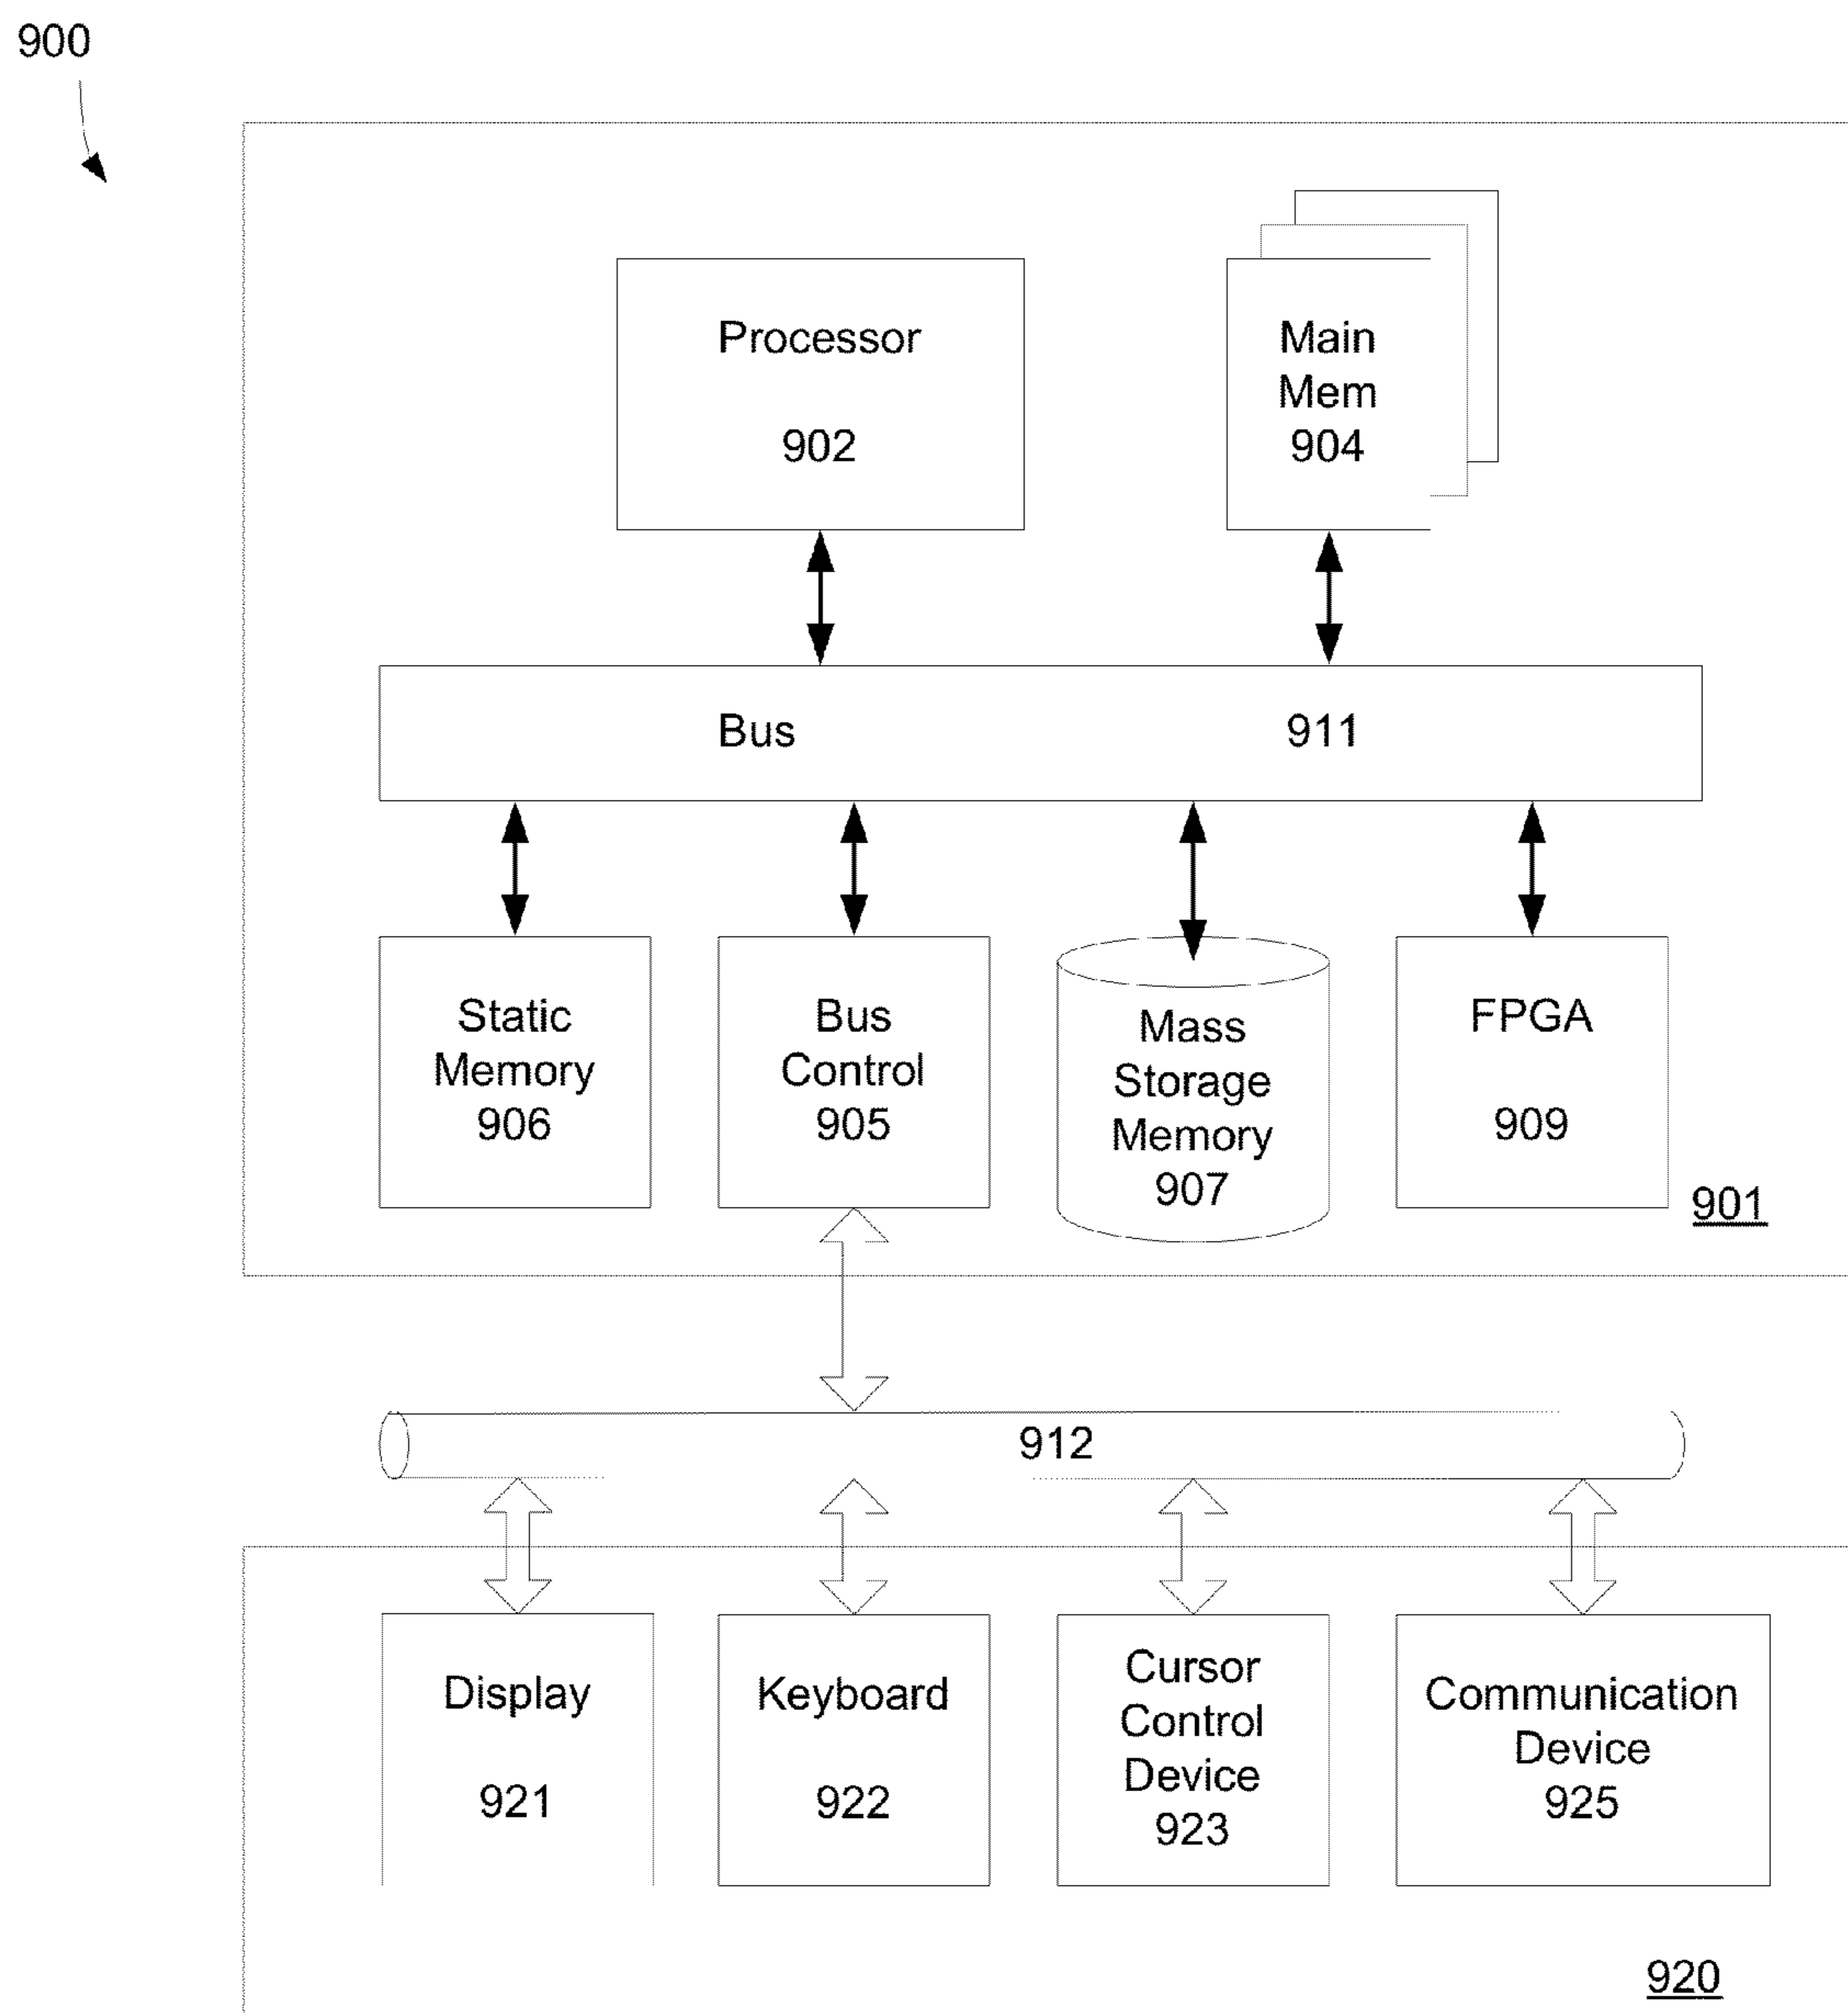 900
Processor
902
Main
Mem
904
Bus 911
Static
Memory
906
Bus
Control
905
Mass
Storage
Memory
907
FPGA
909
901
912
Display
921
Keyboard
922
Cursor
Control
Device
923
Communication
Device
925
920